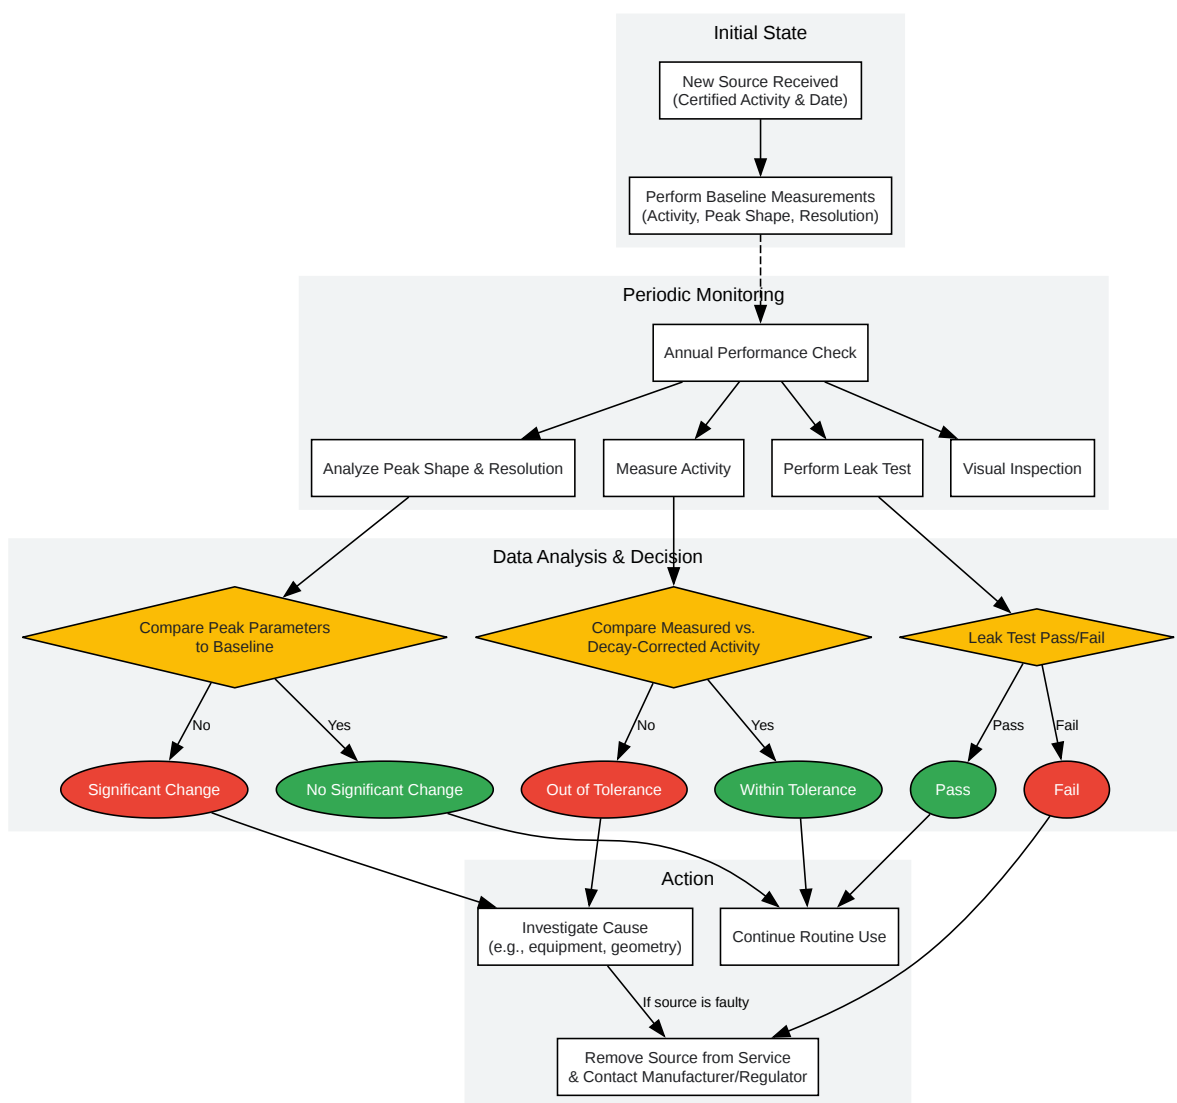 Initial State
New Source Received
(Certified Activity & Date)
Perform Baseline Measurements
(Activity, Peak Shape, Resolution)
Periodic Monitoring
Annual Performance Check
Analyze Peak Shape & Resolution
Measure Activity
Perform Leak Test
Visual Inspection
Data Analysis & Decision
Compare Peak Parameters
to Baseline
Compare Measured vs.
Decay-Corrected Activity
Leak Test Pass/Fail
No
Yes
No
Yes
Pass
Fail
Significant Change
No Significant Change
Out of Tolerance
Within Tolerance
Pass
Fail
Action
Investigate Cause
(e.g., equipment, geometry)
Continue Routine Use
If source is faulty
Remove Source from Service
& Contact Manufacturer/Regulator